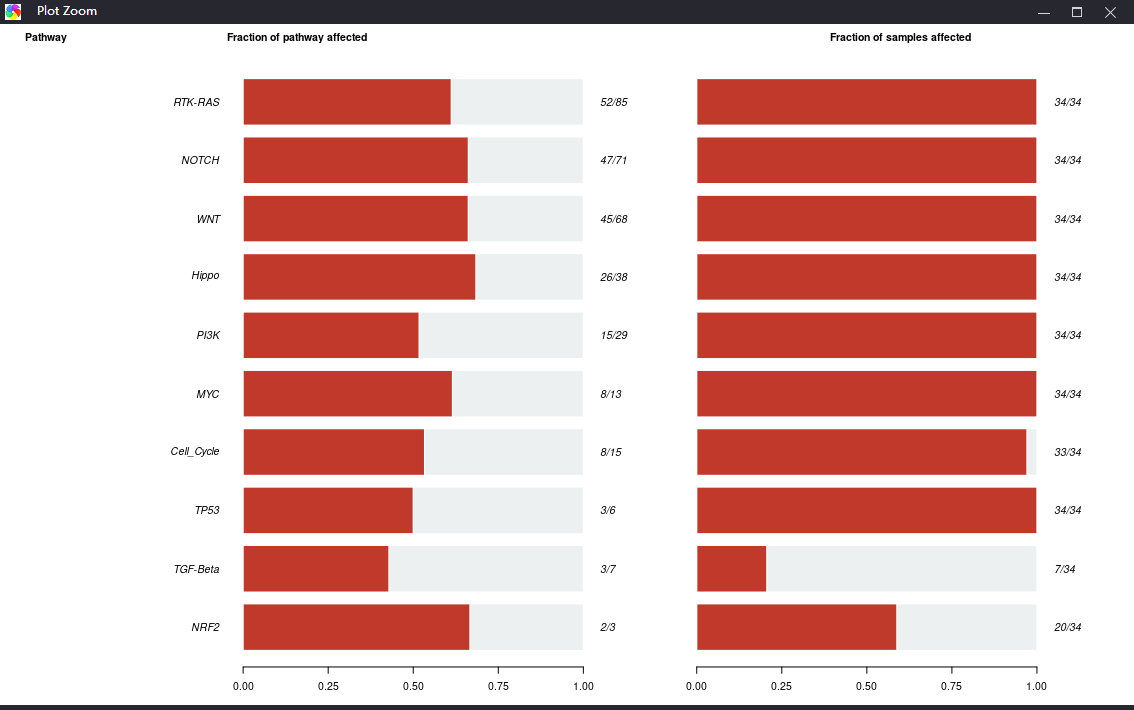 Plot Zoom
Pathway Fraction of pathway affected Fraction of samples affected
RTK-RAS 52/85 34/34
NOTCH 47/71 34/34
WNT 45/68 34/34
Hippo 26/38 34/34
PI3K 15/29 34/34
MYC 8/13 34/34
Cell_Cycle 8/15 33/34
TP53 3/6 34/34
TGF-Beta 3/7 7/34
NRF2 2/3 20/34
0.00 0.25 0.50 0.75 1.00 0.00 0.25 0.50 0.75 1.00